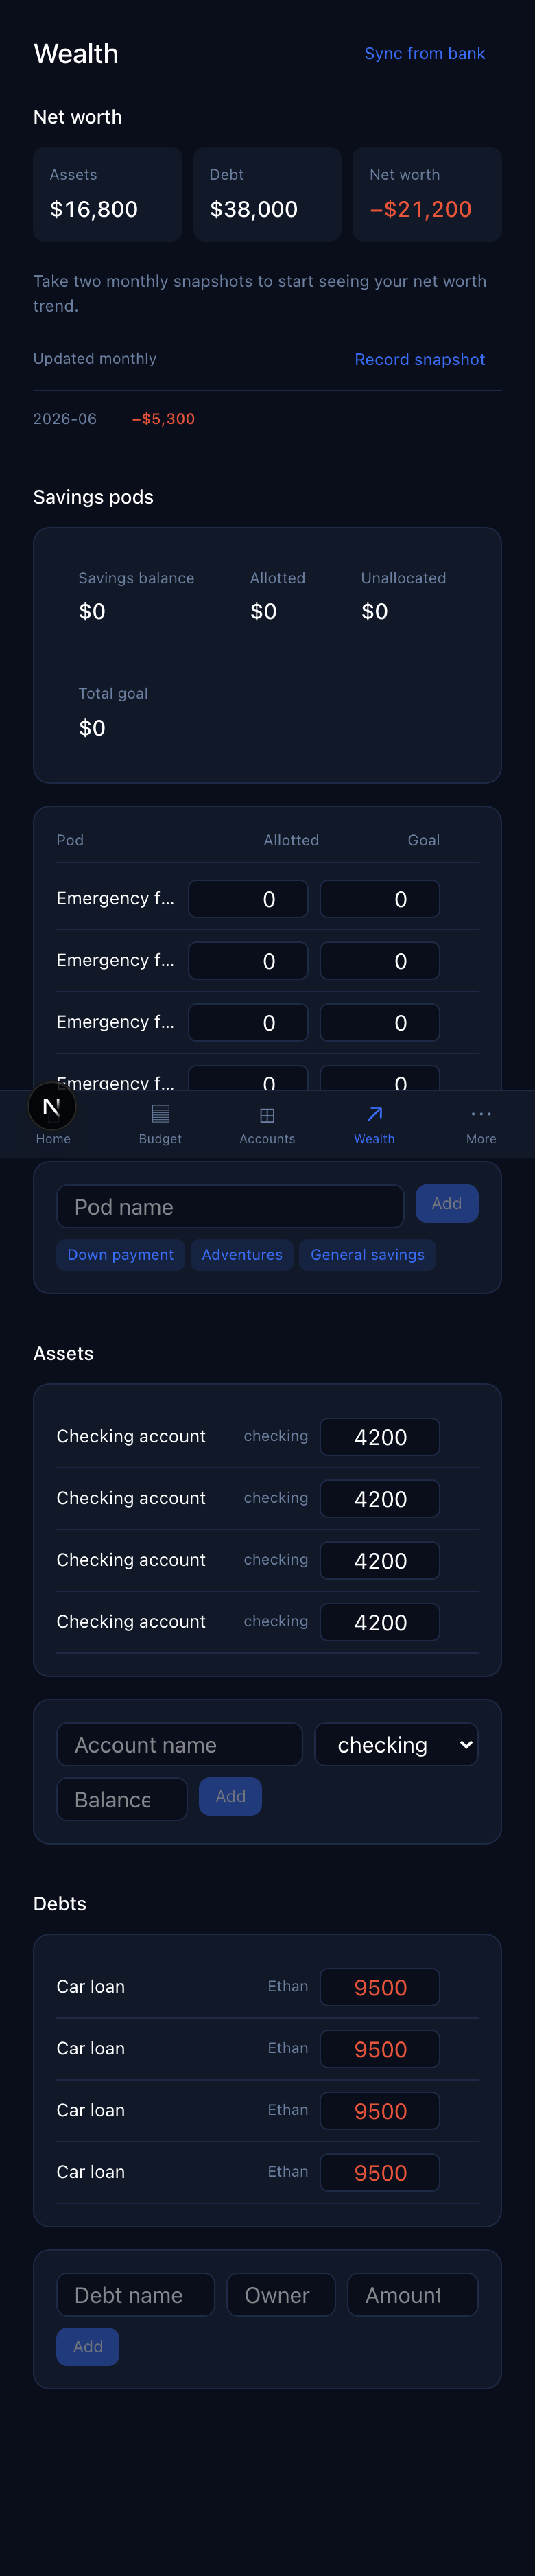 Wealth
Sync from bank
Net worth
Assets
Debt
Net worth
$16,800
$38,000
–$21,200
Take two monthly snapshots to start seeing your net worth
trend.
Updated monthly
Record snapshot
2026-06
–$5,300
Savings pods
Savings balance
Allotted
Unallocated
$0
$0
$0
Total goal
$0
Pod
Allotted
Goal
Emergency f...
0
0
Emergency f...
0
0
Emergency f...
0
0
Emergency f...
0
0
N
Home
Budget
Accounts
Wealth
More
Pod name
Add
Down payment
Adventures
General savings
Assets
Checking account
checking
4200
Checking account
checking
4200
Checking account
checking
4200
Checking account
checking
4200
Account name
checking
Balance
Add
Debts
Car loan
Ethan
9500
Car loan
Ethan
9500
Car loan
Ethan
9500
Car loan
Ethan
9500
Debt name
Owner
Amount
Add